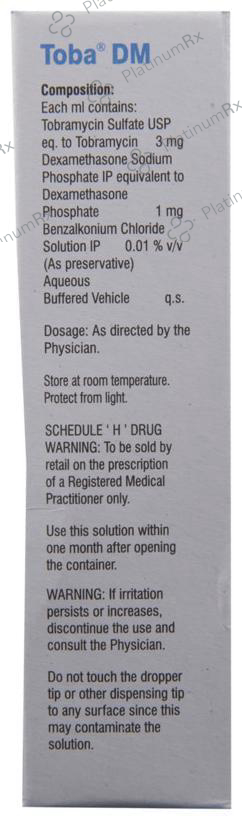 Toba® DM
Composition:
Each ml contains:
Tobramycin Sulfate USP
eq. to Tobramycin 3 mg
Dexamethasone Sodium
Phosphate IP equivalent to
Dexamethasone
Phosphate 1 mg
Benzalkonium Chloride
Solution IP 0.01 % v/v
(As preservative)
Aqueous
Buffered Vehicle q.s.
Dosage: As directed by the
Physician.
Store at room temperature.
Protect from light.
SCHEDULE ' H ' DRUG
WARNING: To be sold by
retail on the prescription
of a Registered Medical
Practitioner only.
Use this solution within
one month after opening
the container.
WARNING: If irritation
persists or increases,
discontinue the use and
consult the Physician.
Do not touch the dropper
tip or other dispensing tip
to any surface since this
may contaminate the
solution.
PlatinumRx